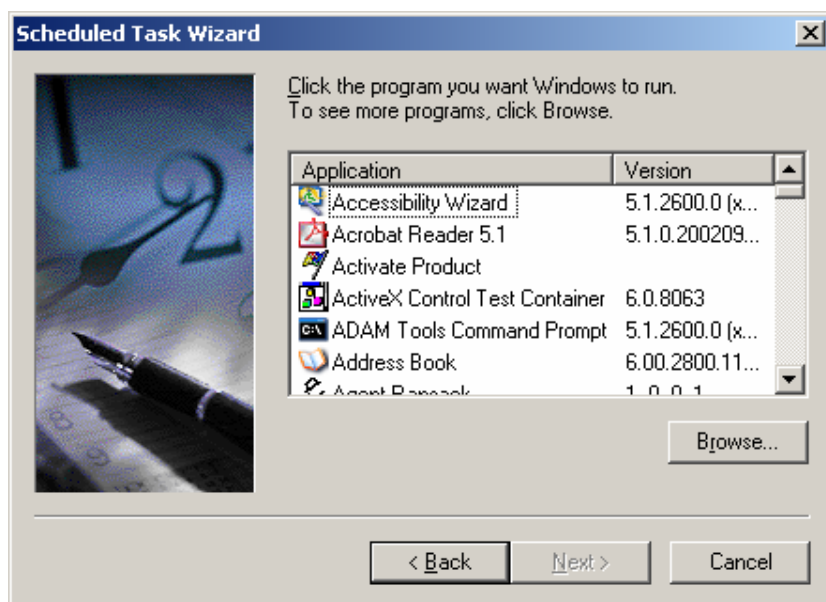 Scheduled Task Wizard
Click the program you want Windows to run.
To see more programs, click Browse.
Application Version
Accessibility Wizard 5.1.2600.0 (x...
Acrobat Reader 5.1 5.1.0.200209...
Activate Product
ActiveX Control Test Container 6.0.8063
ADAM Tools Command Prompt 5.1.2600.0 (x...
Address Book 6.00.2800.11...
Browse...
< Back Next > Cancel